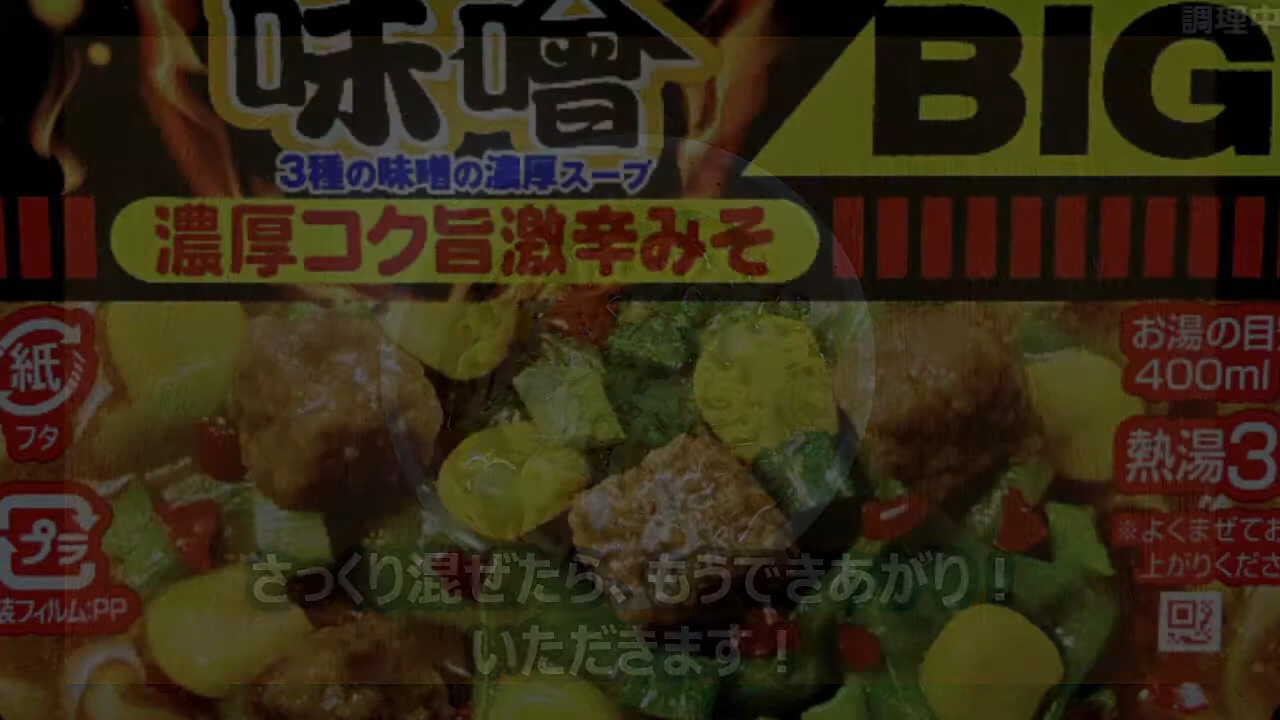 調理中
味噌
BIG
3種の味噌の濃厚スープ
濃厚コク旨激辛みそ
紙
フタ
お湯の目
400ml
熱湯3
プラ
装フィルム:PP
※よくまぜてお
上がりくださ
さっくり混ぜたら、もうできあがり！
いただきます！